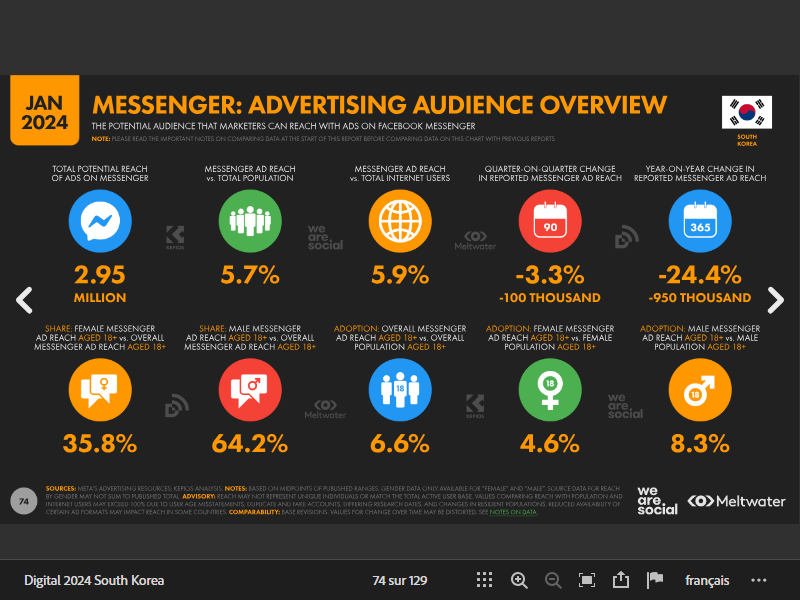 JAN
2024
MESSENGER: ADVERTISING AUDIENCE OVERVIEW
THE POTENTIAL AUDIENCE THAT MARKETERS CAN REACH WITH ADS ON FACEBOOK MESSENGER
NOTE: PLEASE READ THE IMPORTANT NOTES ON COMPARING DATA AT THE START OF THIS REPORT BEFORE COMPARING DATA ON THIS CHART WITH PREVIOUS REPORTS
SOUTH
KOREA
TOTAL POTENTIAL REACH
OF ADS ON MESSENGER
2.95
MILLION
MESSENGER AD REACH
vs. TOTAL POPULATION
5.7%
MESSENGER AD REACH
vs. TOTAL INTERNET USERS
5.9%
QUARTER-ON-QUARTER CHANGE
IN REPORTED MESSENGER AD REACH
90
-3.3%
-100 THOUSAND
YEAR-ON-YEAR CHANGE IN
REPORTED MESSENGER AD REACH
365
-24.4%
-950 THOUSAND
KEPIOS
we
are.
social
Meltwater
SHARE: FEMALE MESSENGER
AD REACH AGED 18+ vs. OVERALL
MESSENGER AD REACH AGED 18+
35.8%
SHARE: MALE MESSENGER
AD REACH AGED 18+ vs. OVERALL
MESSENGER AD REACH AGED 18+
64.2%
ADOPTION: OVERALL MESSENGER
AD REACH AGED 18+ vs. OVERALL
POPULATION AGED 18+
18
6.6%
ADOPTION: FEMALE MESSENGER
AD REACH AGED 18+ vs. FEMALE
POPULATION AGED 18+
18
4.6%
ADOPTION: MALE MESSENGER
AD REACH AGED 18+ vs. MALE
POPULATION AGED 18+
18
8.3%
Meltwater
KEPIOS
we
are.
social
74
SOURCES: META'S ADVERTISING RESOURCES; KEPIOS ANALYSIS. NOTES: BASED ON MIDPOINTS OF PUBLISHED RANGES. GENDER DATA ONLY AVAILABLE FOR "FEMALE" AND "MALE". SOURCE DATA FOR REACH
BY GENDER MAY NOT SUM TO PUBLISHED TOTAL. ADVISORY: REACH MAY NOT REPRESENT UNIQUE INDIVIDUALS OR MATCH THE TOTAL ACTIVE USER BASE. VALUES COMPARING REACH WITH POPULATION AND
INTERNET USERS MAY EXCEED 100% DUE TO USER AGE MISSTATEMENTS, DUPLICATE AND FAKE ACCOUNTS, DIFFERING RESEARCH DATES, AND CHANGES IN RESIDENT POPULATIONS. REDUCED AVAILABILITY OF
CERTAIN AD FORMATS MAY IMPACT REACH IN SOME COUNTRIES. COMPARABILITY: BASE REVISIONS. VALUES FOR CHANGE OVER TIME MAY BE DISTORTED. SEE NOTES ON DATA.
we
are.
social
Meltwater
Digital 2024 South Korea
74 sur 129
français